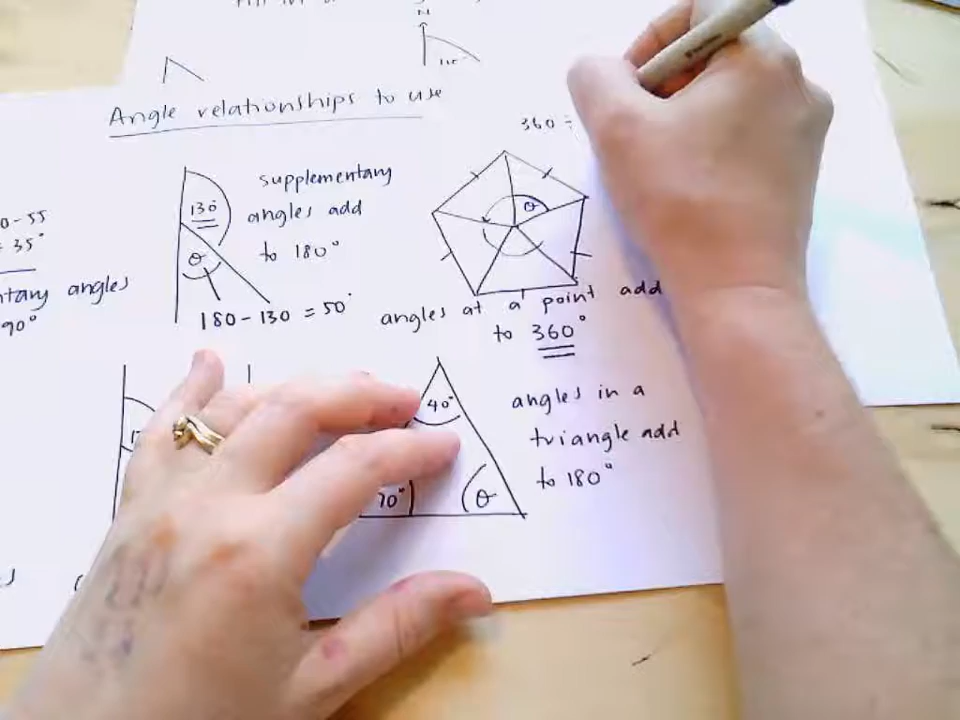 N
Angle relationships to use
360 ÷
0-55
= 35°
angles
90°
130
θ
supplementary
angles add
to 180°
180-130 = 50°
θ
angles at a point add
to 360°
40°
70°
θ
angles in a
triangle add
to 180°